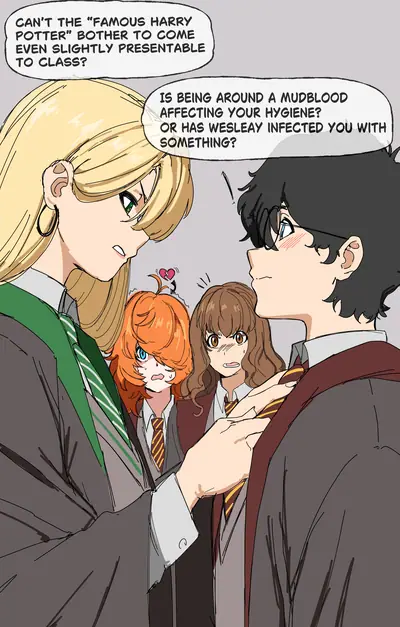 CAN'T THE "FAMOUS HARRY
POTTER" BOTHER TO COME
EVEN SLIGHTLY PRESENTABLE
TO CLASS?
IS BEING AROUND A MUDBLOOD
AFFECTING YOUR HYGIENE?
OR HAS WESLEAY INFECTED YOU WITH
SOMETHING?